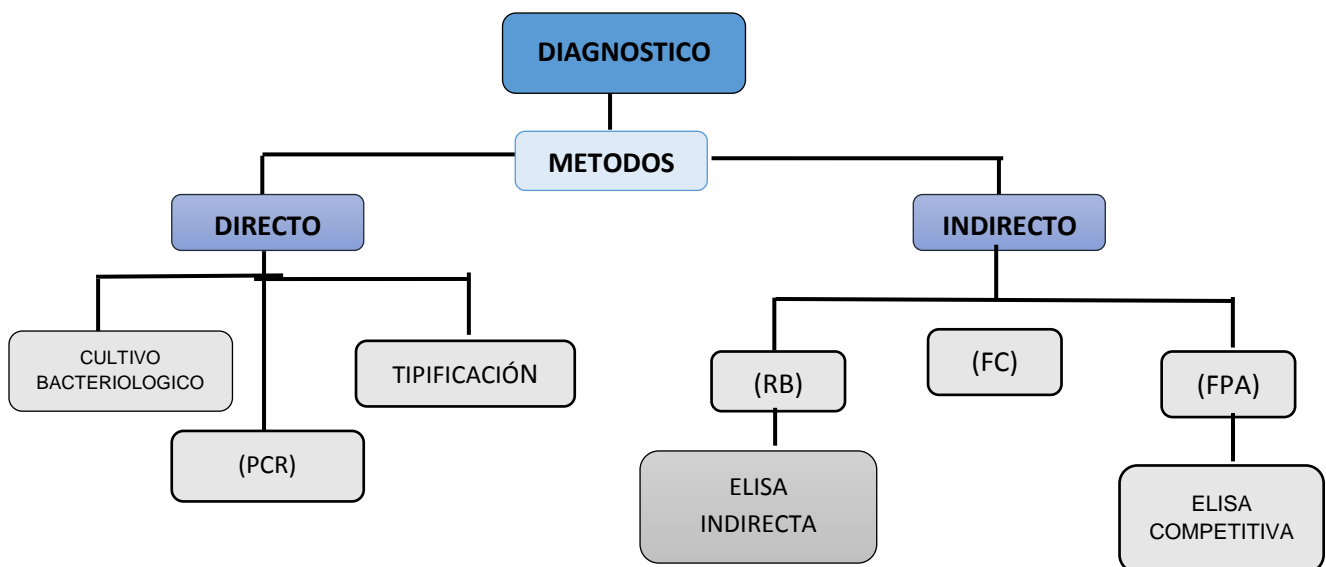 DIAGNOSTICO
METODOS
DIRECTO
INDIRECTO
CULTIVO
BACTERIOLOGICO
TIPIFICACIÓN
(PCR)
(RB)
(FC)
(FPA)
ELISA
INDIRECTA
ELISA
COMPETITIVA